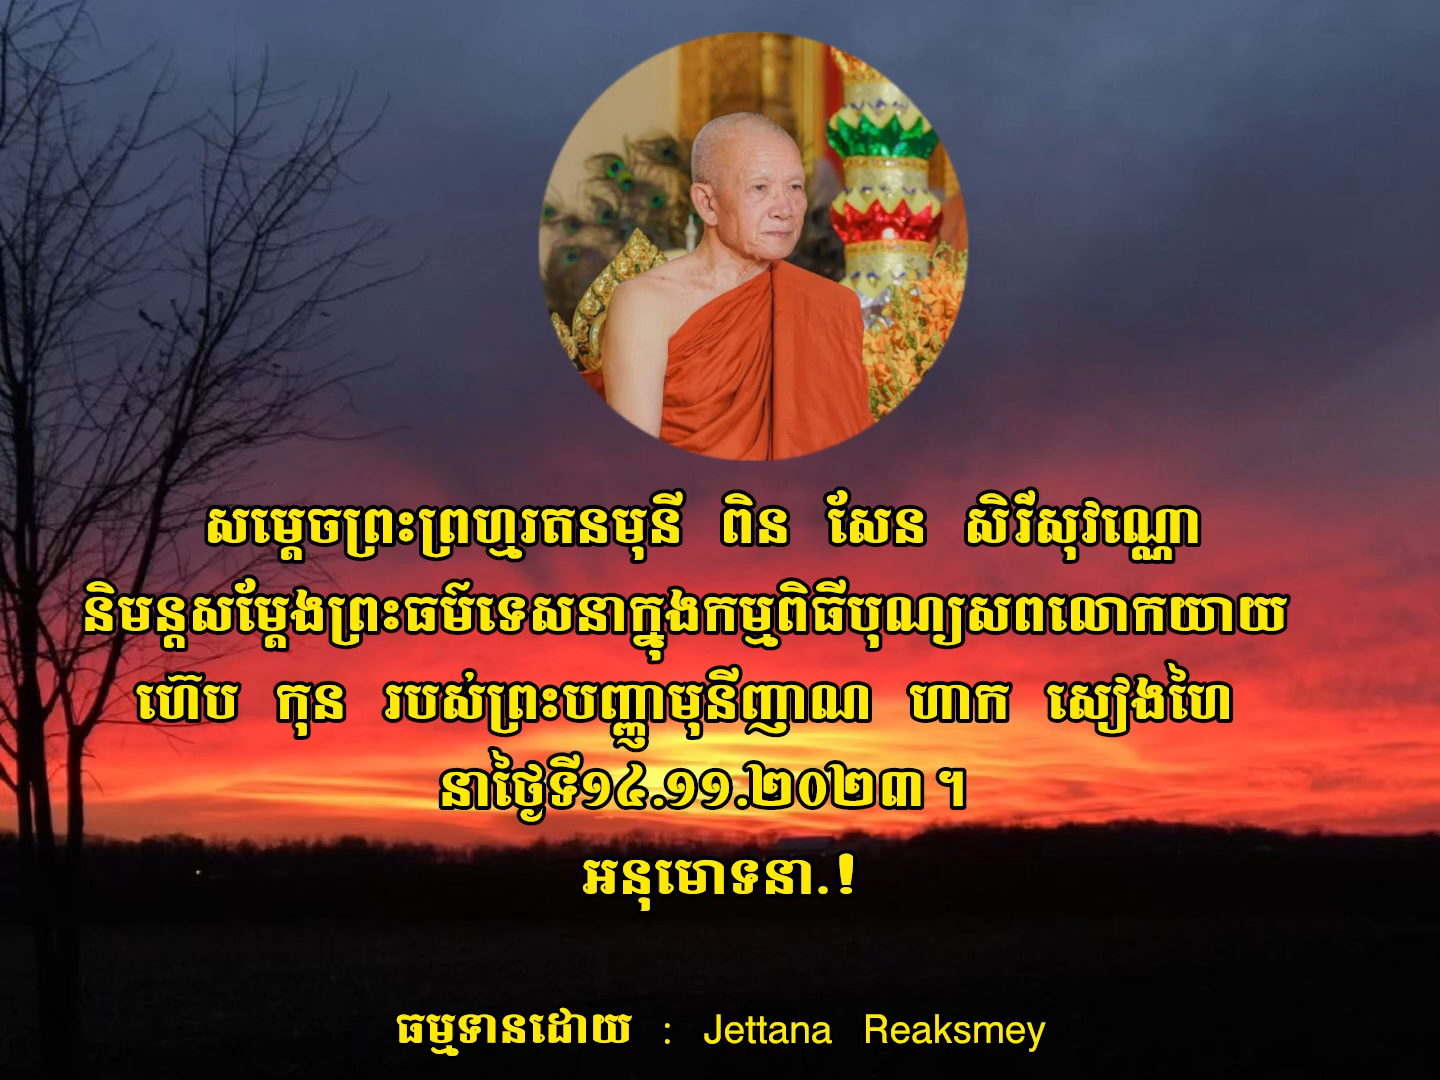 សម្ដេចព្រះព្រហ្មរតនមុនី ពិន សែន សិរីសុវណ្ណោ
និមន្តសម្ដែងព្រះធម៌ទេសនាក្នុងកម្មពិធីបុណ្យសពលោកយាយ
ហ៊េប កុន របស់ព្រះបញ្ញាមុនីញាណ ហាក សៀងហៃ
នាថ្ងៃទី១៤.១១.២០២៣។
អនុមោទនា.!
ធម្មទានដោយ : Jettana Reaksmey